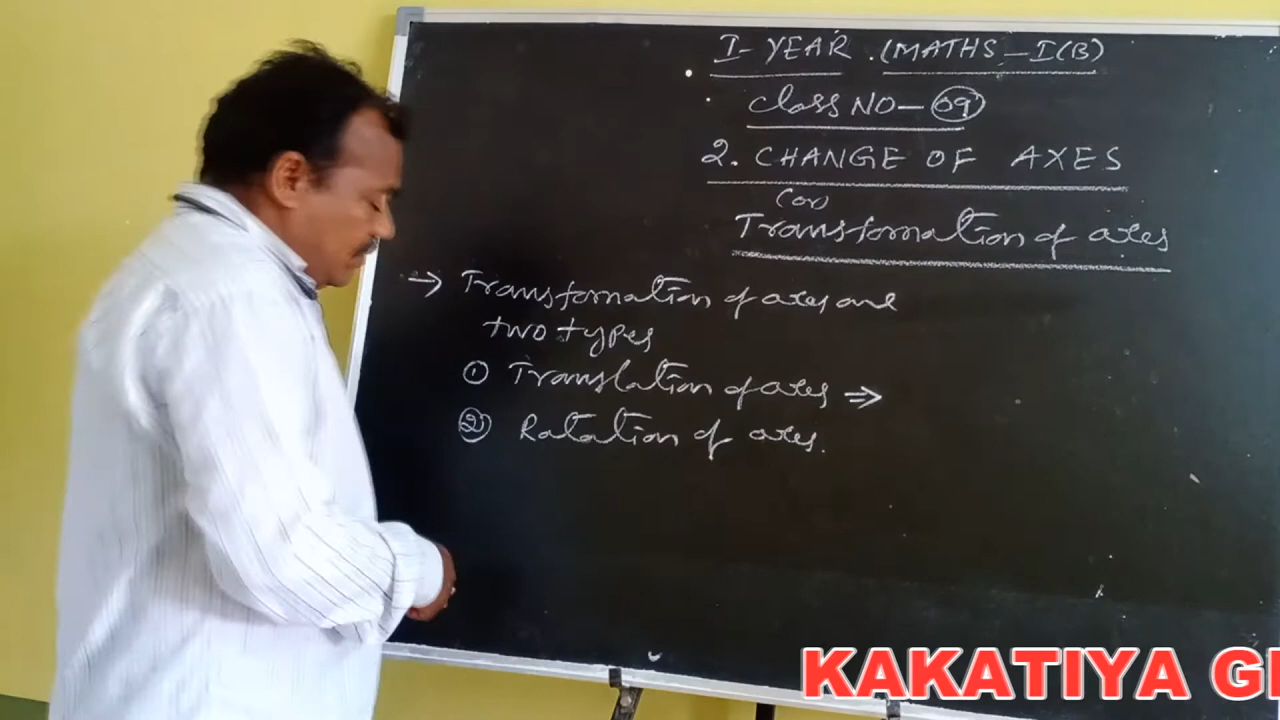 I- YEAR . (MATHS - I(B)
Class NO - 09
2. CHANGE OF AXES
(or)
Transformation of axes
→ Transformation of axes are
two types
① Translation of axes ⇒
② Rotation of axes.
KAKATIYA